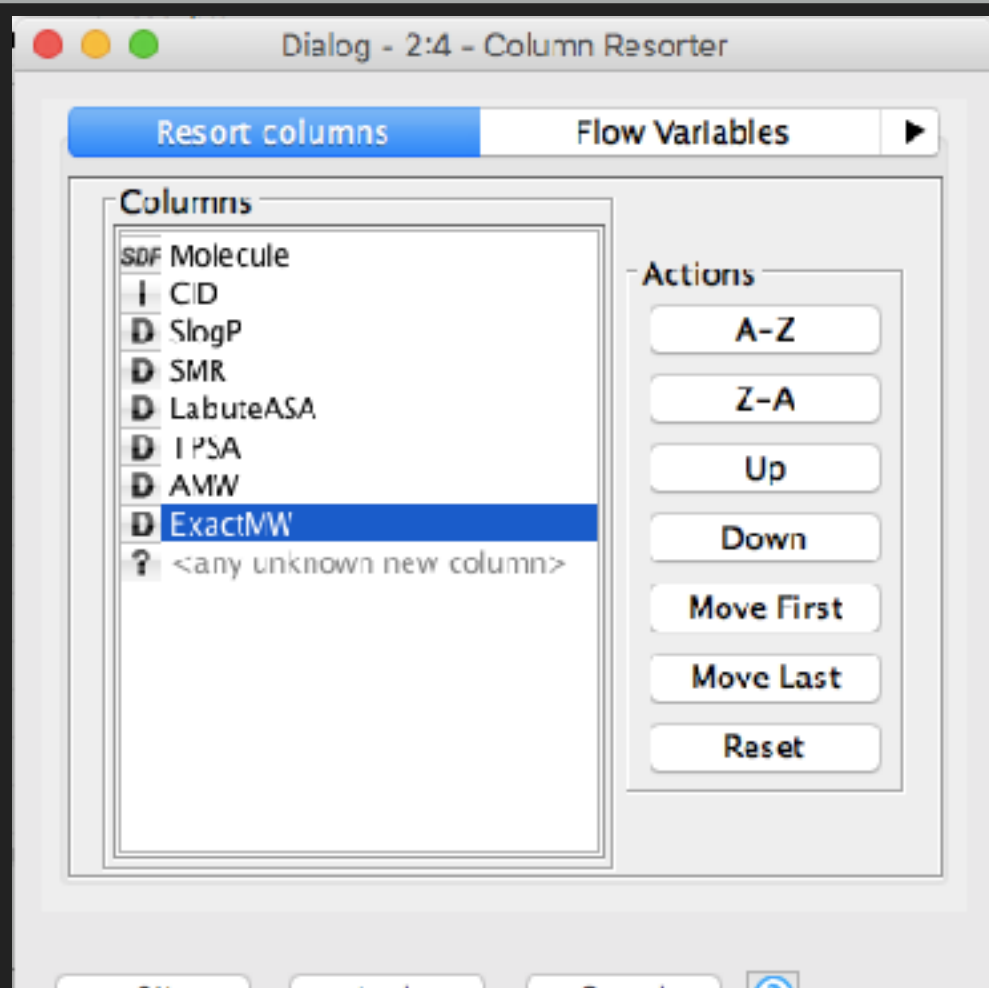 Dialog - 2:4 - Column Resorter
Resort columns
Flow Variables
Columns
SDF Molecule
I CID
D SlogP
D SMR
D LabuteASA
D TPSA
D AMW
D ExactMW
? <any unknown new column>
Actions
A-Z
Z-A
Up
Down
Move First
Move Last
Reset